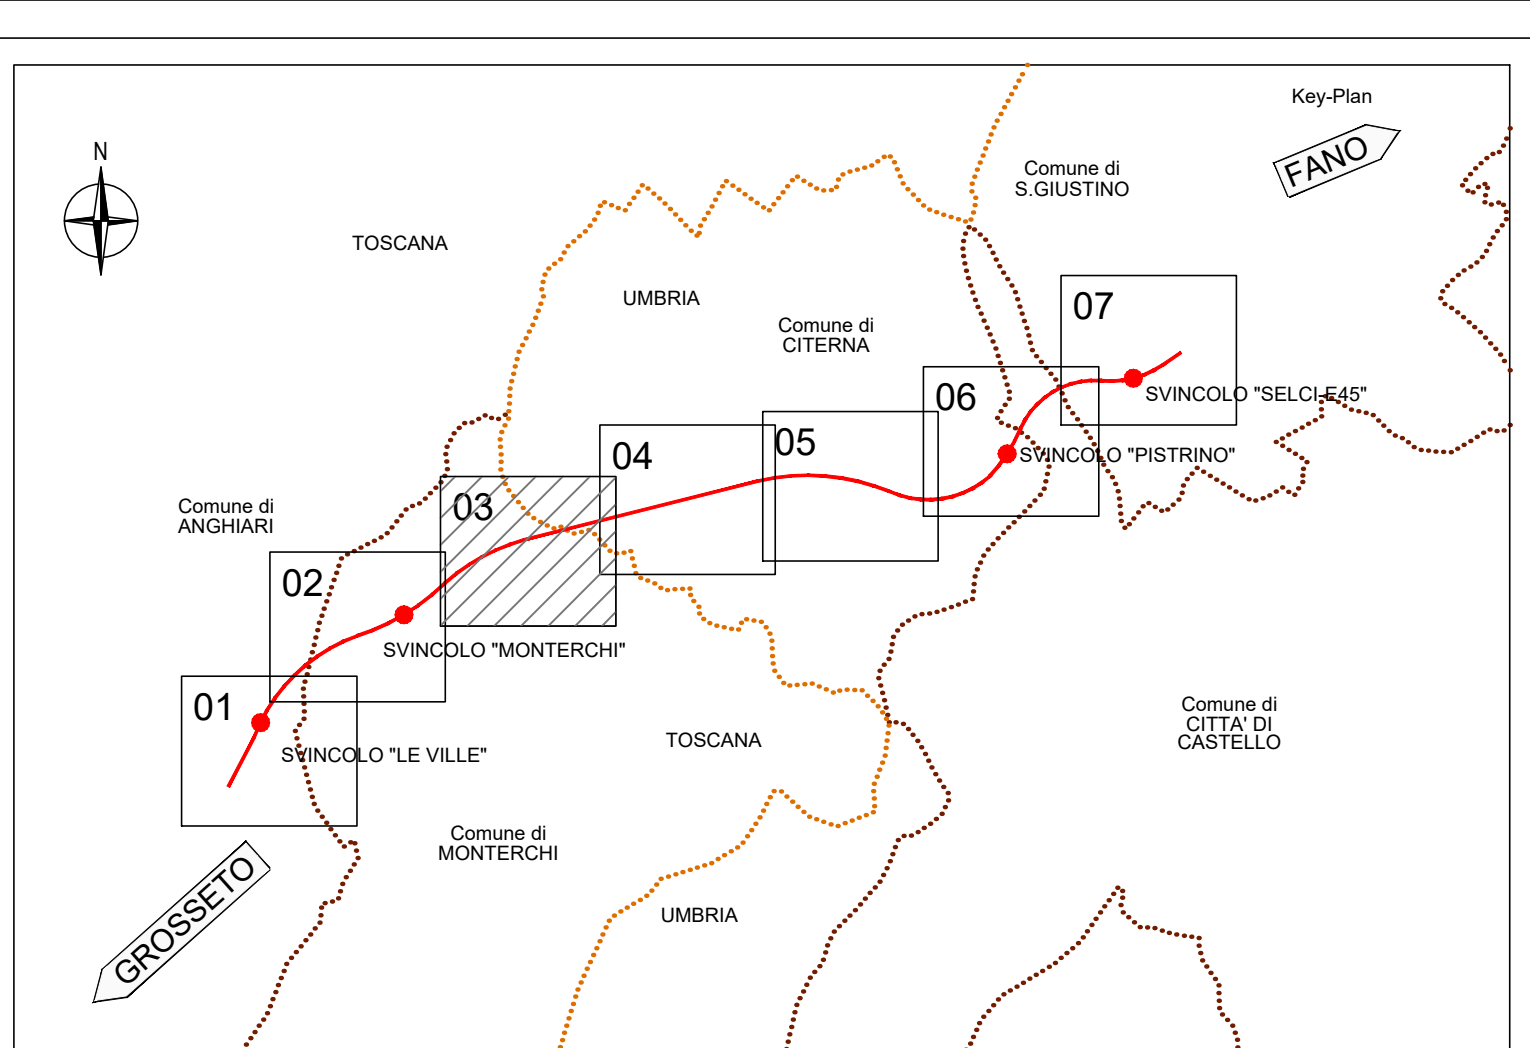 Key-Plan
FANO
N
Comune di
S.GIUSTINO
TOSCANA
UMBRIA
07
Comune di
CITERNA
06
SVINCOLO "SELCI-E45"
05
04
SVINCOLO "PISTRINO"
03
Comune di
ANGHIARI
02
SVINCOLO "MONTERCHI"
01
SVINCOLO "LE VILLE"
TOSCANA
Comune di
CITTA' DI
CASTELLO
Comune di
MONTERCHI
GROSSETO
UMBRIA